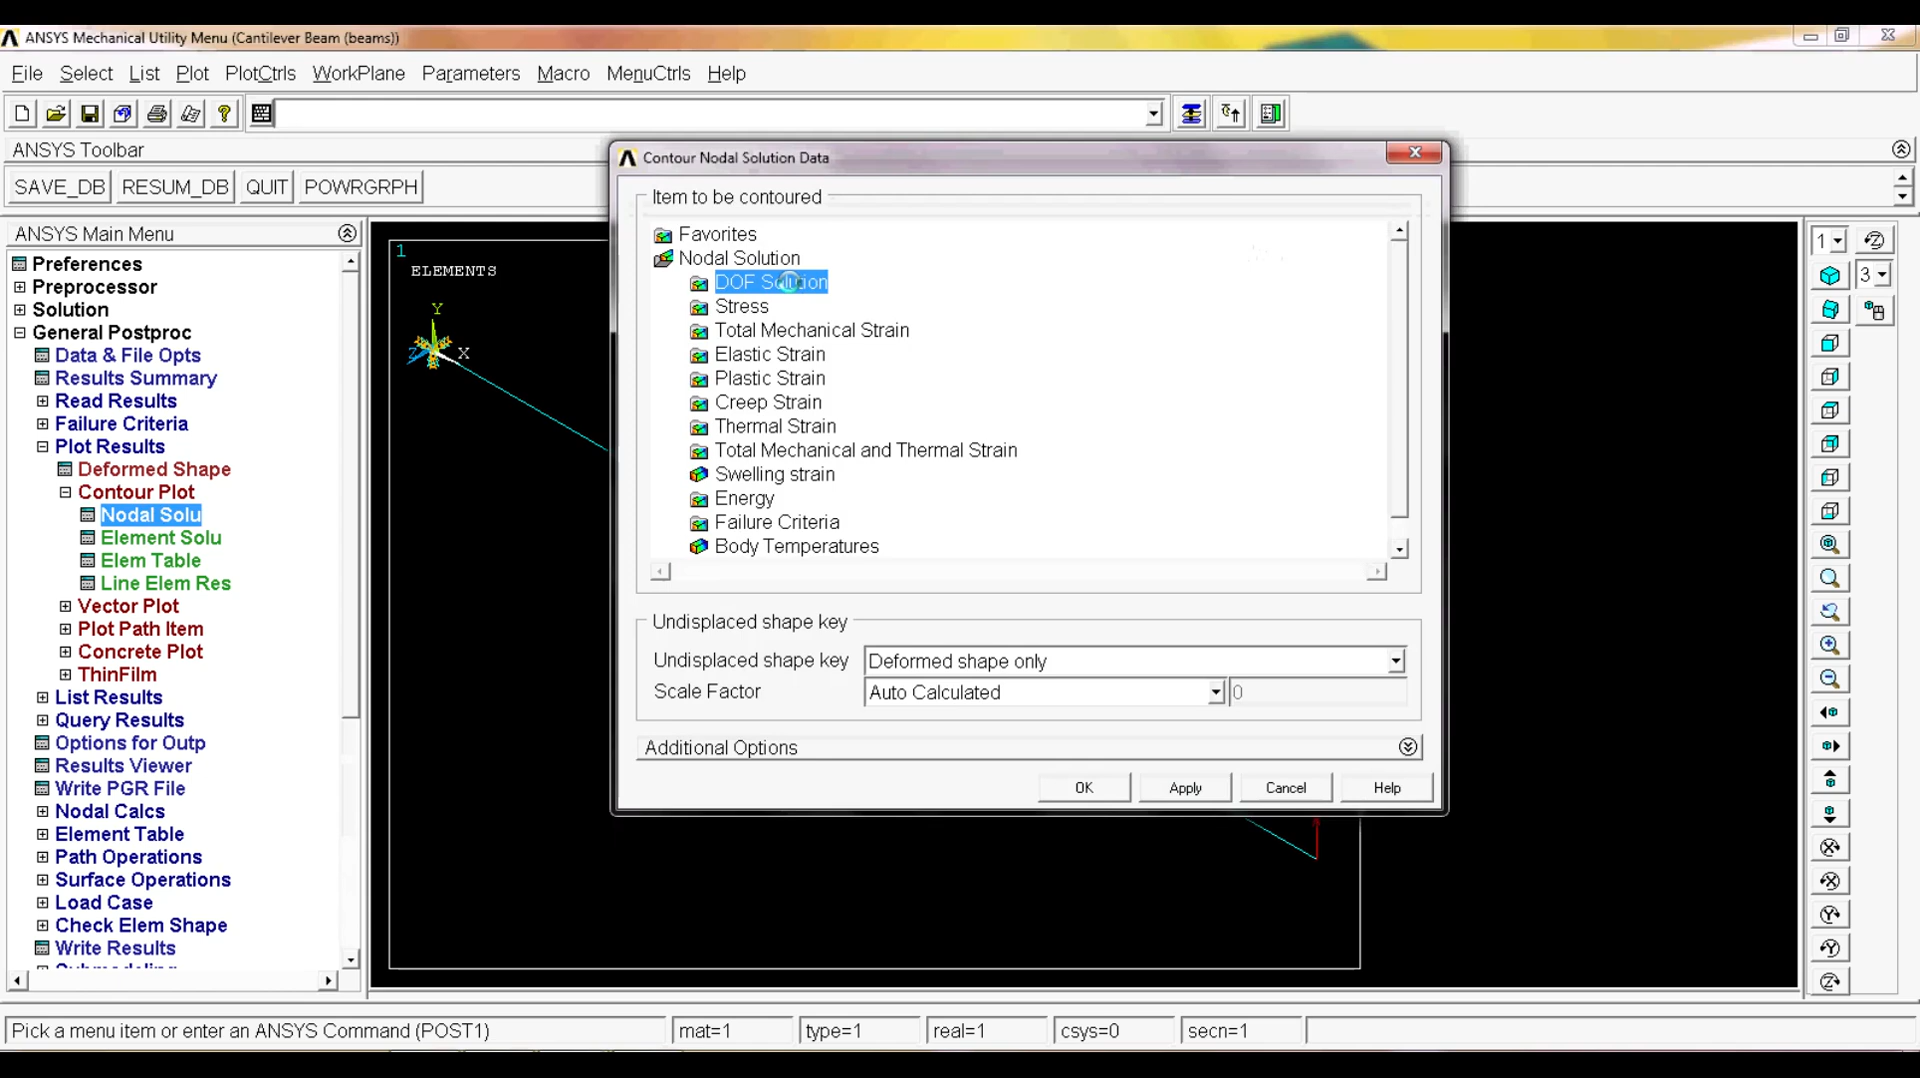 ANSYS Mechanical Utility Menu (Cantilever Beam (beams))
File Select List Plot PlotCtrls WorkPlane Parameters Macro MenuCtrls Help
ANSYS Toolbar
SAVE_DB RESUM_DB QUIT POWRGRPH
ANSYS Main Menu
Preferences
Preprocessor
Solution
General Postproc
Data & File Opts
Results Summary
Read Results
Failure Criteria
Plot Results
Deformed Shape
Contour Plot
Nodal Solu
Element Solu
Elem Table
Line Elem Res
Vector Plot
Plot Path Item
Concrete Plot
ThinFilm
List Results
Query Results
Options for Outp
Results Viewer
Write PGR File
Nodal Calcs
Element Table
Path Operations
Surface Operations
Load Case
Check Elem Shape
Write Results
1
ELEMENTS
Y
Z X
Contour Nodal Solution Data
Item to be contoured
Favorites
Nodal Solution
DOF Solution
Stress
Total Mechanical Strain
Elastic Strain
Plastic Strain
Creep Strain
Thermal Strain
Total Mechanical and Thermal Strain
Swelling strain
Energy
Failure Criteria
Body Temperatures
Undisplaced shape key
Undisplaced shape key Deformed shape only
Scale Factor Auto Calculated 0
Additional Options
OK Apply Cancel Help
1
3
Pick a menu item or enter an ANSYS Command (POST1) mat=1 type=1 real=1 csys=0 secn=1